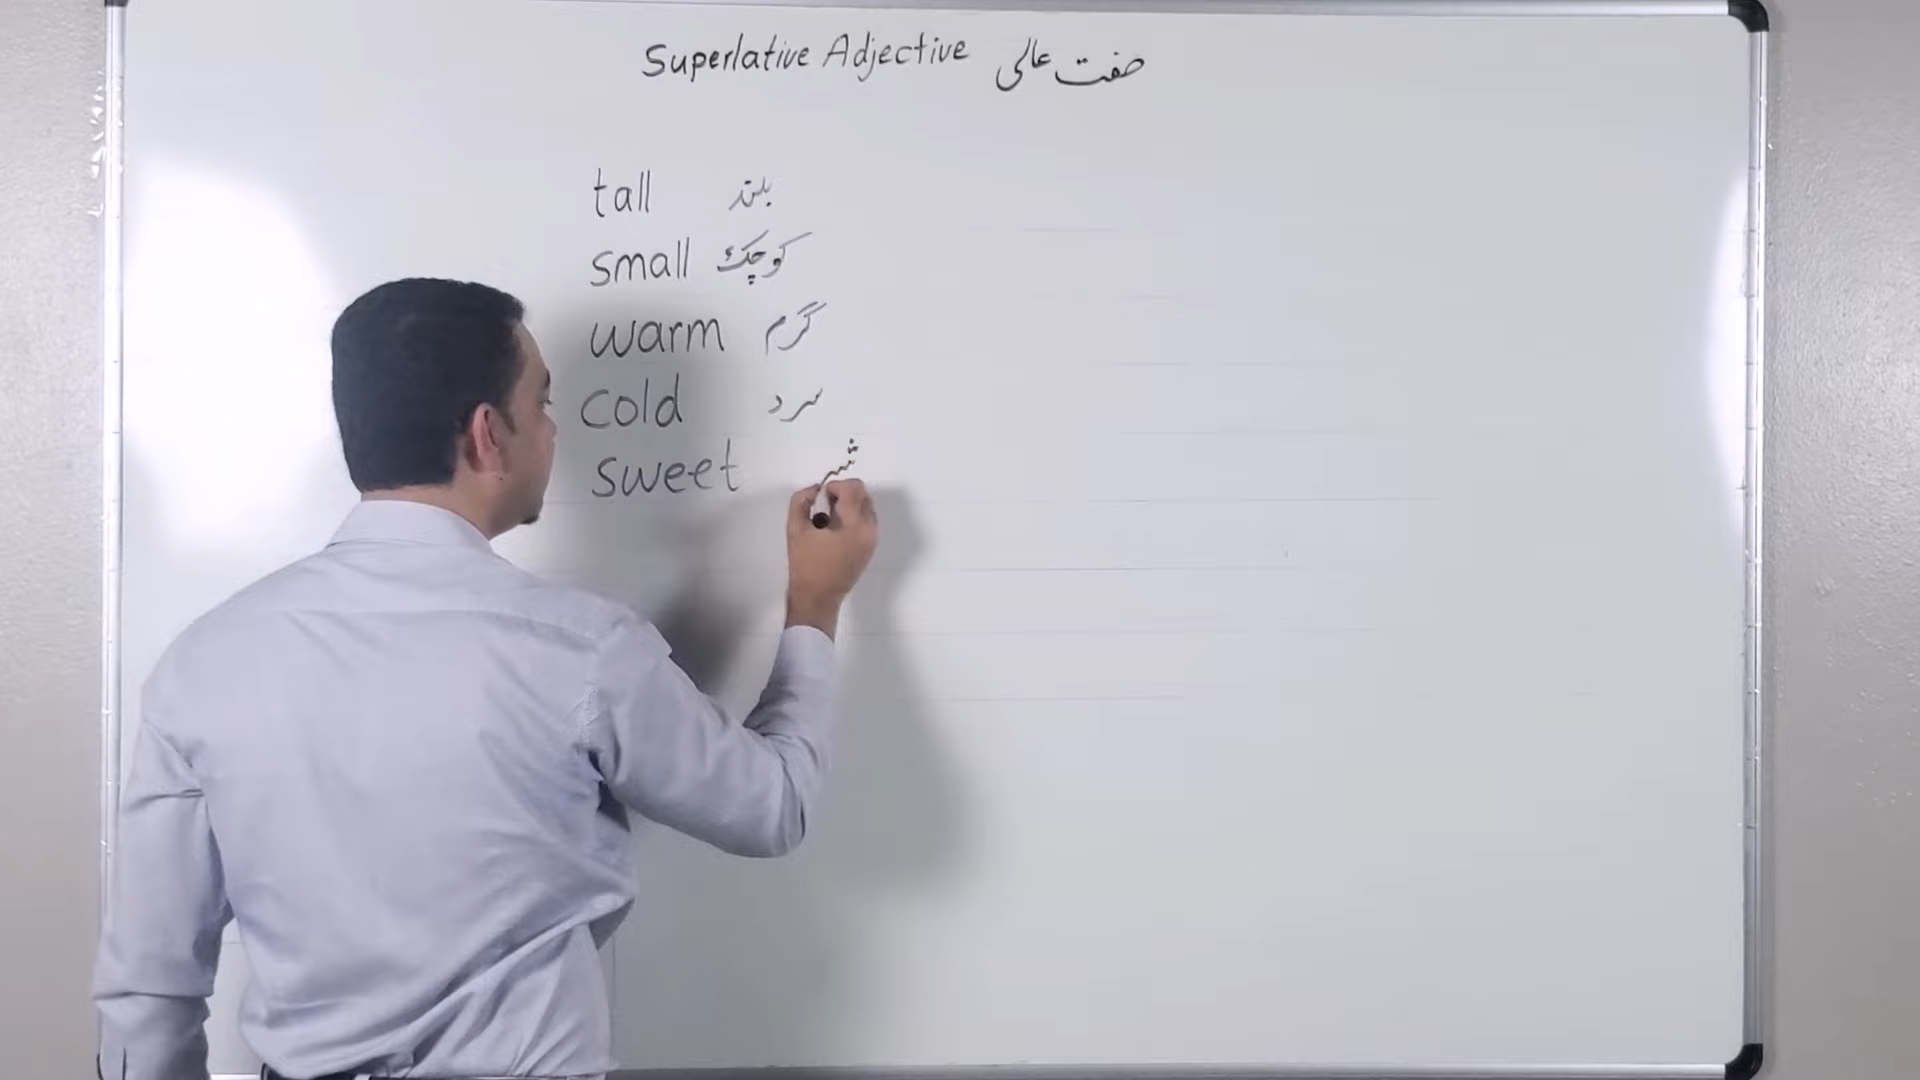 Superlative Adjective صفت عالی
tall بلند
small کوچک
warm گرم
cold سرد
sweet